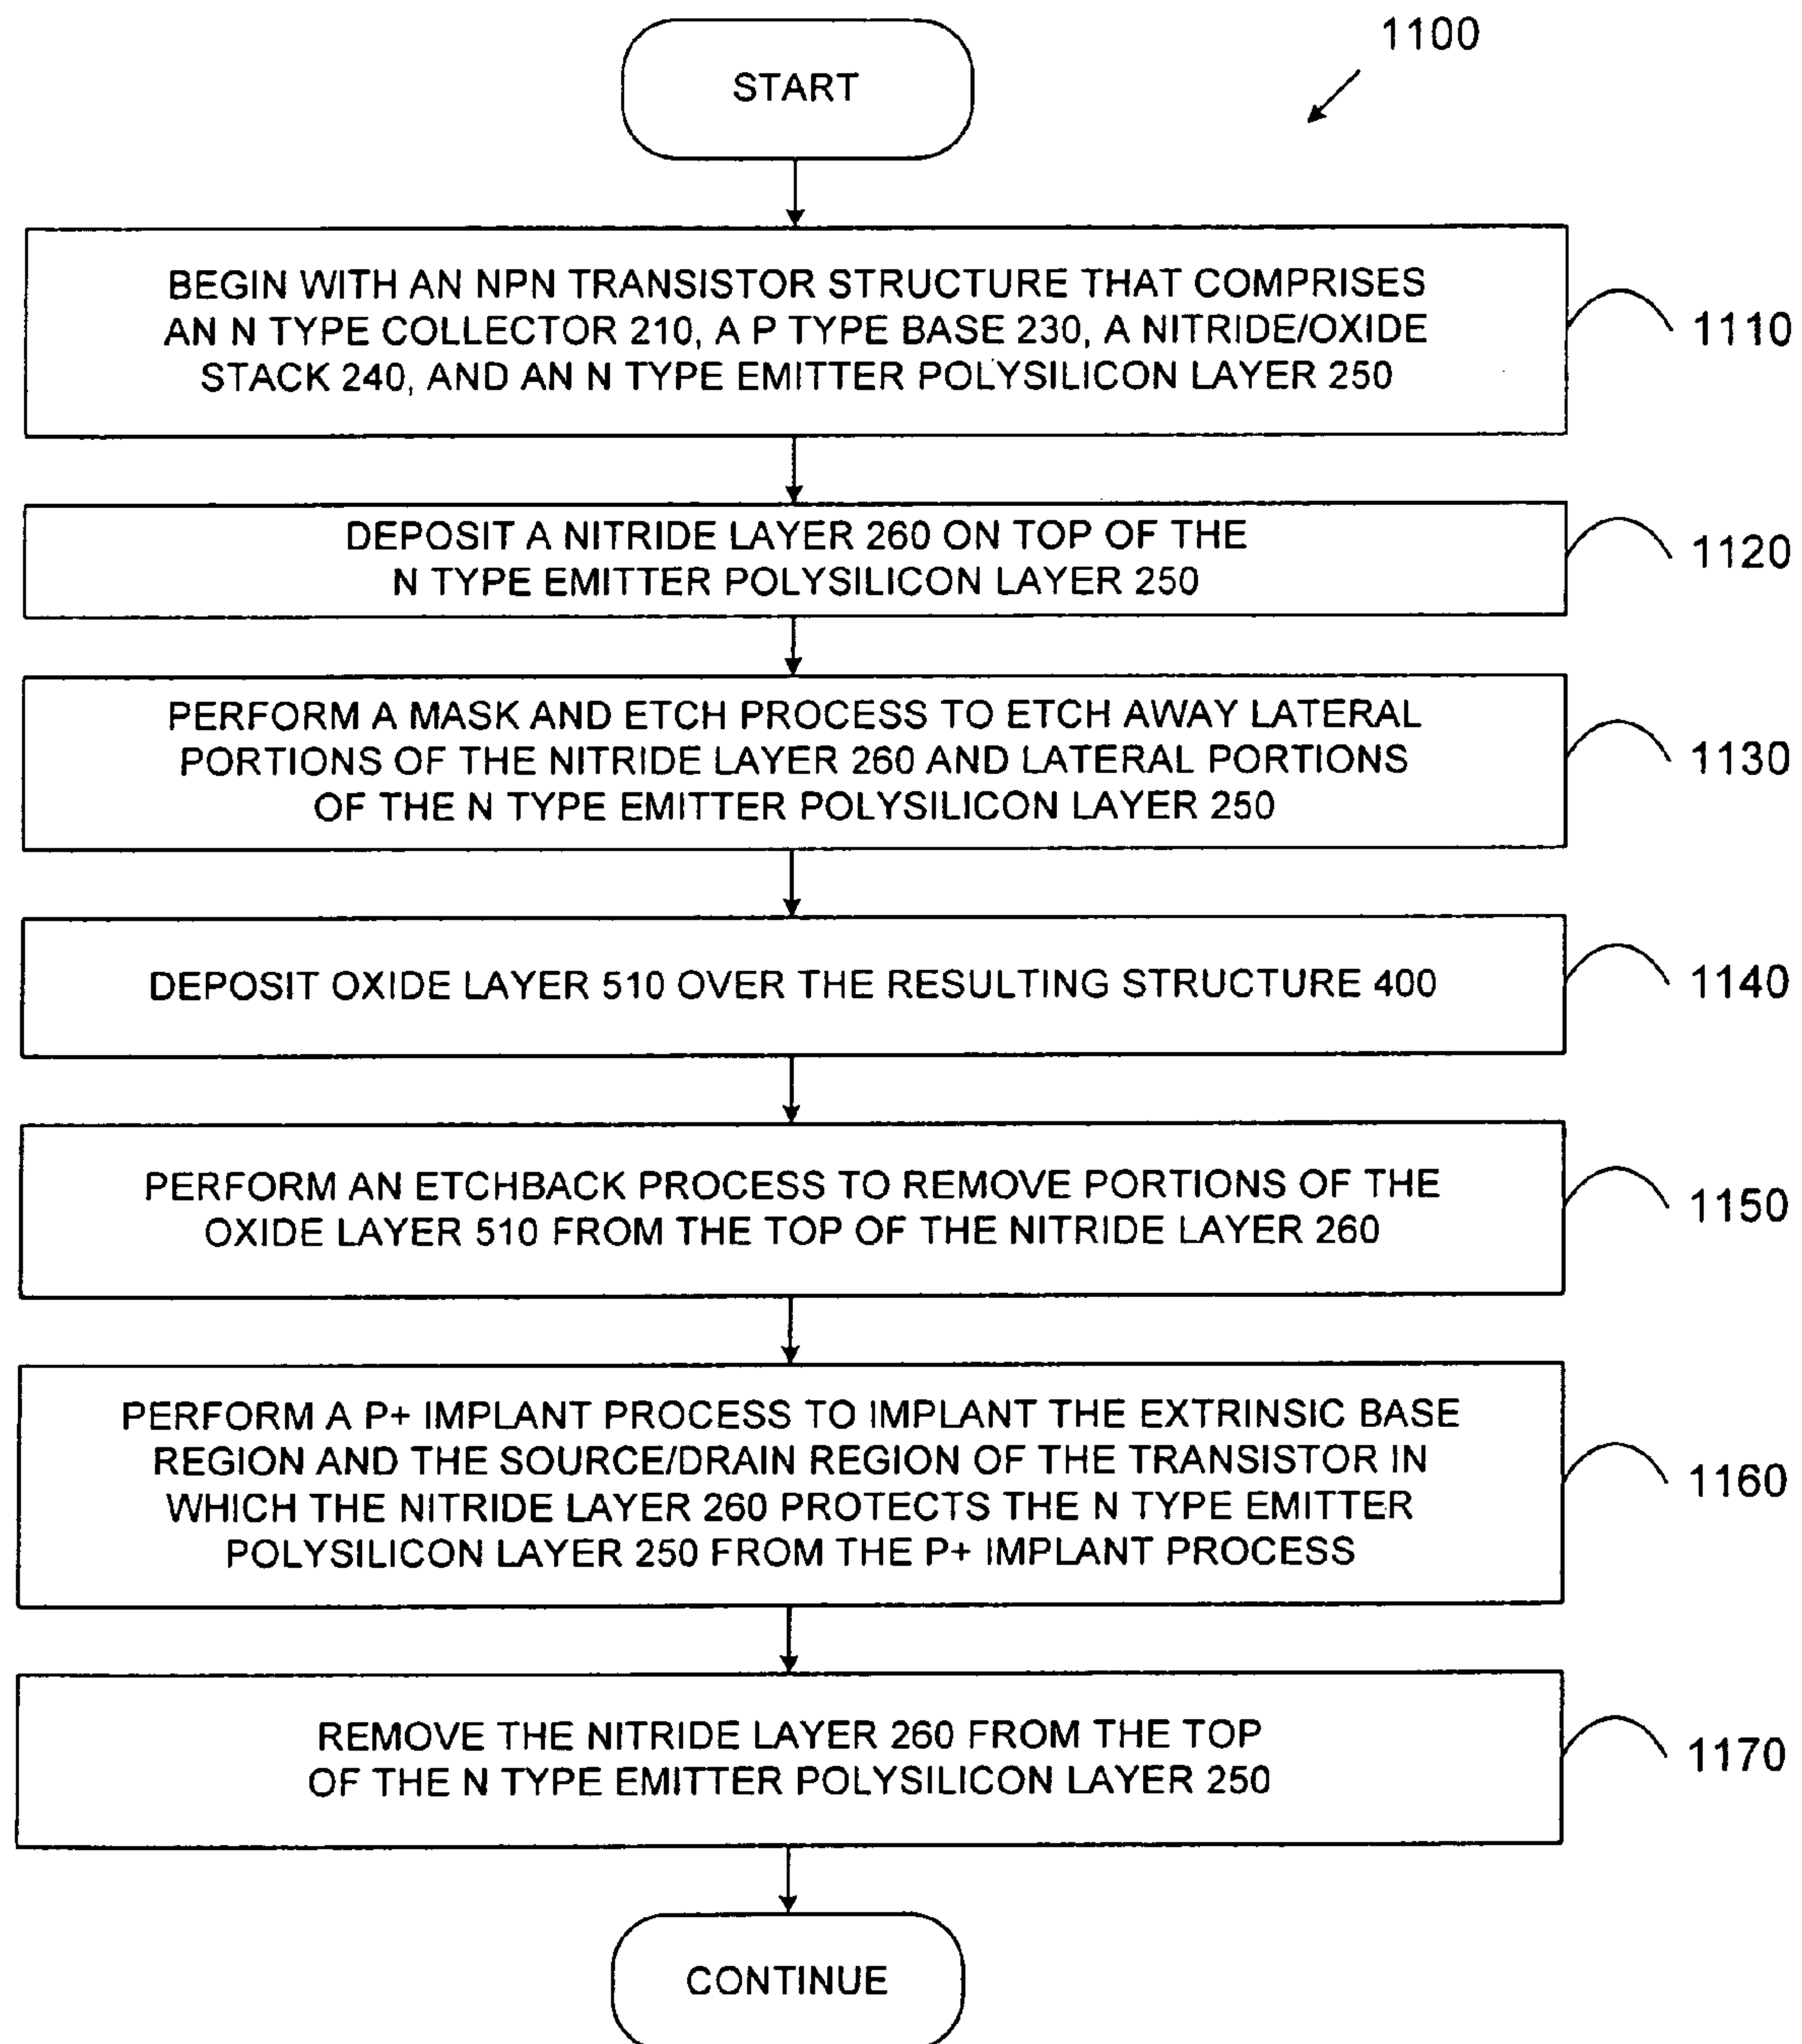 1100
START
BEGIN WITH AN NPN TRANSISTOR STRUCTURE THAT COMPRISES
AN N TYPE COLLECTOR 210, A P TYPE BASE 230, A NITRIDE/OXIDE
STACK 240, AND AN N TYPE EMITTER POLYSILICON LAYER 250
1110
DEPOSIT A NITRIDE LAYER 260 ON TOP OF THE
N TYPE EMITTER POLYSILICON LAYER 250
1120
PERFORM A MASK AND ETCH PROCESS TO ETCH AWAY LATERAL
PORTIONS OF THE NITRIDE LAYER 260 AND LATERAL PORTIONS
OF THE N TYPE EMITTER POLYSILICON LAYER 250
1130
DEPOSIT OXIDE LAYER 510 OVER THE RESULTING STRUCTURE 400
1140
PERFORM AN ETCHBACK PROCESS TO REMOVE PORTIONS OF THE
OXIDE LAYER 510 FROM THE TOP OF THE NITRIDE LAYER 260
1150
PERFORM A P+ IMPLANT PROCESS TO IMPLANT THE EXTRINSIC BASE
REGION AND THE SOURCE/DRAIN REGION OF THE TRANSISTOR IN
WHICH THE NITRIDE LAYER 260 PROTECTS THE N TYPE EMITTER
POLYSILICON LAYER 250 FROM THE P+ IMPLANT PROCESS
1160
REMOVE THE NITRIDE LAYER 260 FROM THE TOP
OF THE N TYPE EMITTER POLYSILICON LAYER 250
1170
CONTINUE